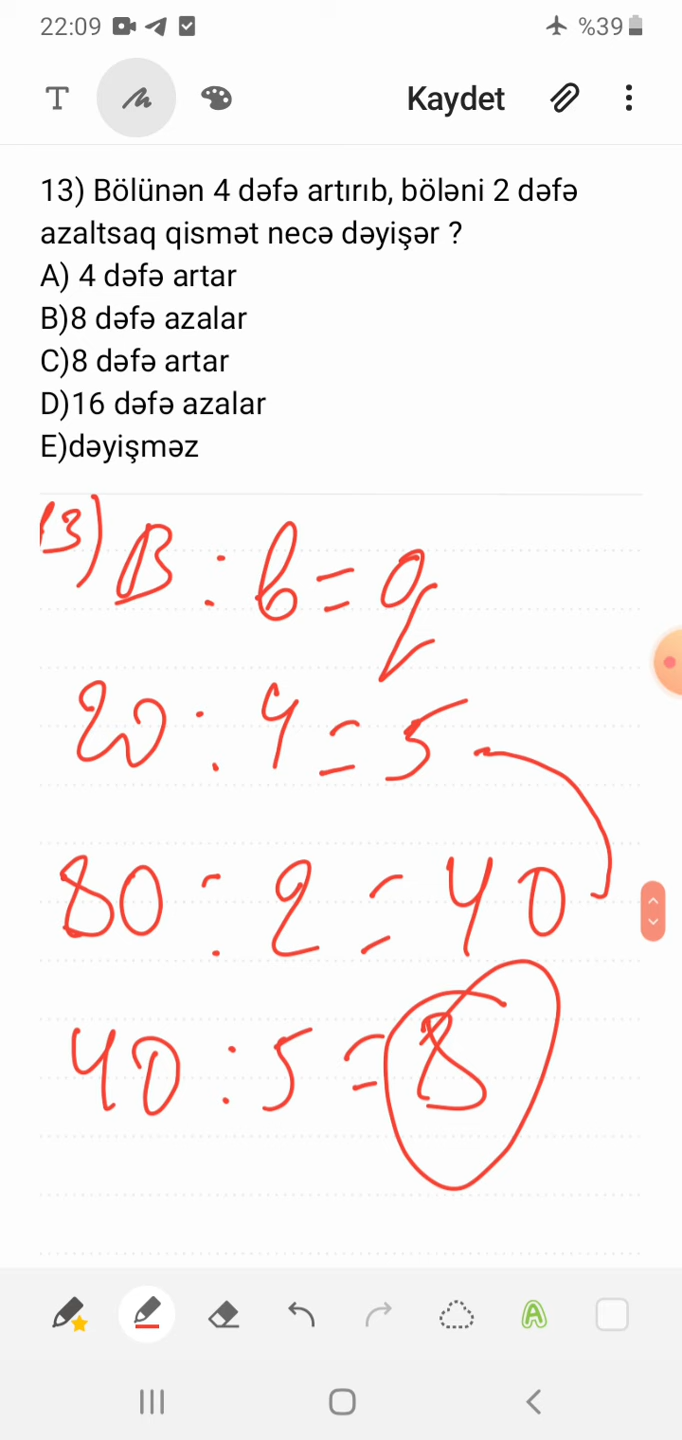 22:09 %39
Kaydet
13) Bölünən 4 dəfə artırıb, böləni 2 dəfə
azaltsaq qismət necə dəyişər ?
A) 4 dəfə artar
B)8 dəfə azalar
C)8 dəfə artar
D)16 dəfə azalar
E)dəyişməz
13) B : b = q
20 : 4 = 5
80 : 2 = 40
40 : 5 = 8